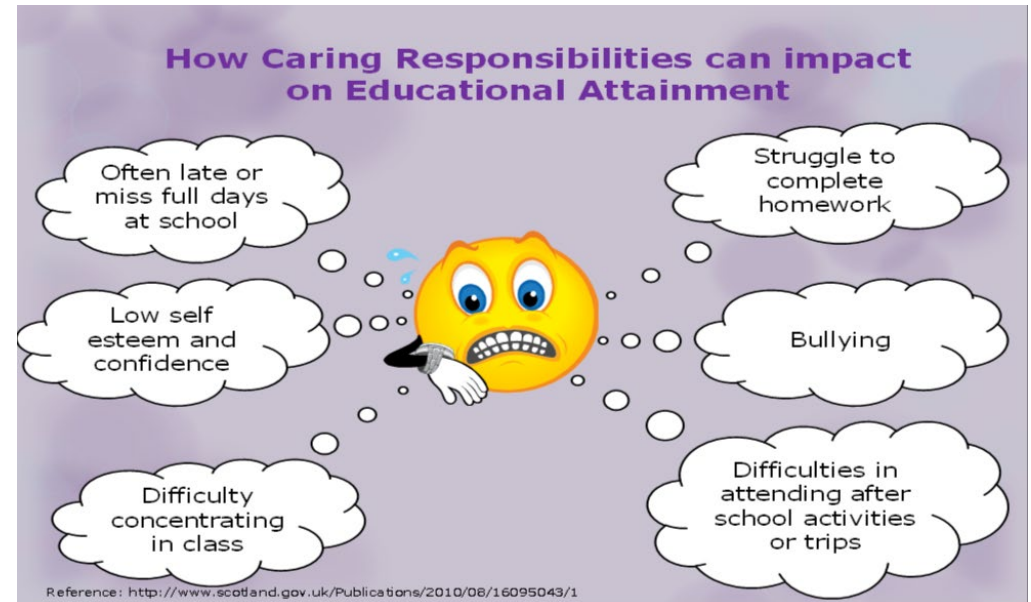 How Caring Responsibilities can impact
on Educational Attainment
Often late or
miss full days
at school
Struggle to
complete
homework
Low self
esteem and
confidence
Bullying
Difficulty
concentrating
in class
Difficulties in
attending after
school activities
or trips
Reference: http://www.scotland.gov.uk/Publications/2010/08/16095043/1